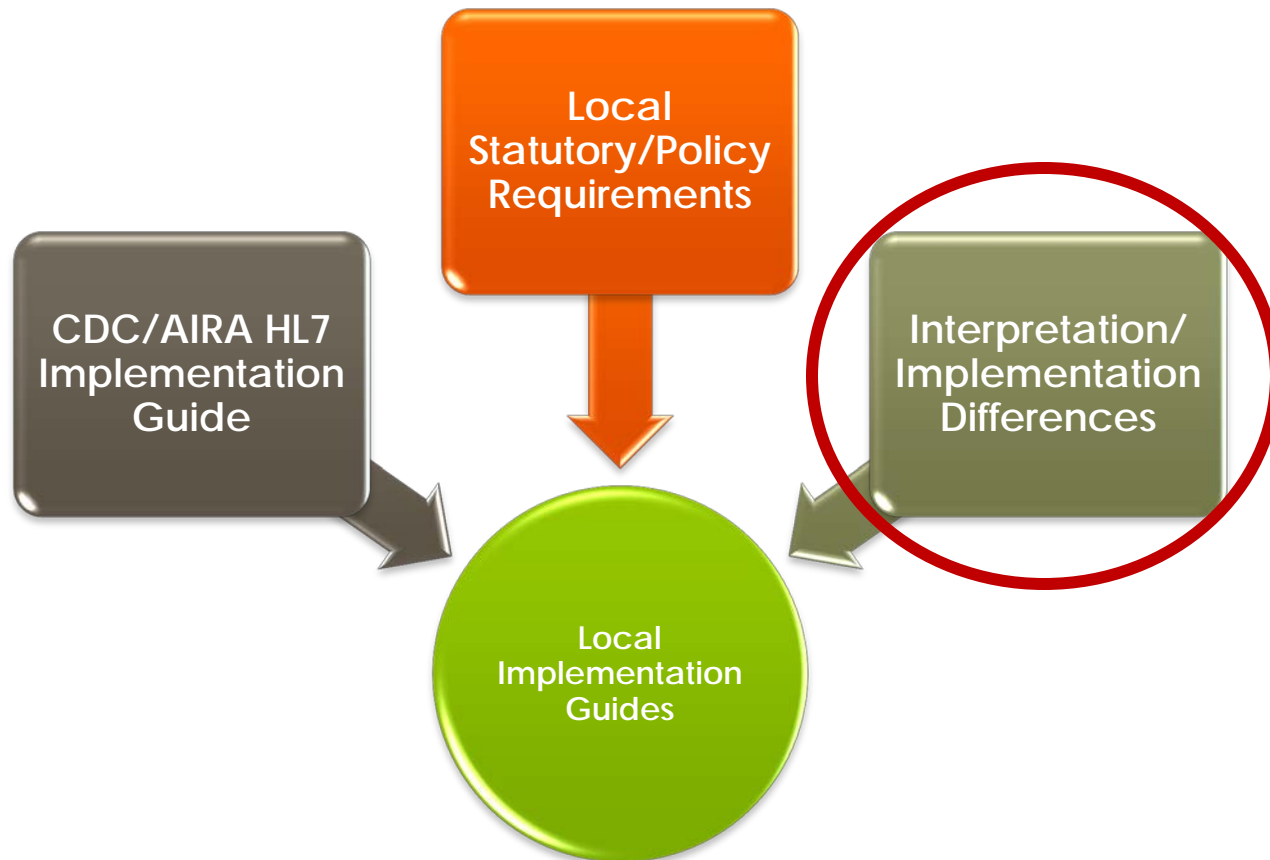 Local
Statutory/Policy
Requirements
CDC/AIRA HL7
Implementation
Guide
Interpretation/
Implementation
Differences
Local
Implementation
Guides